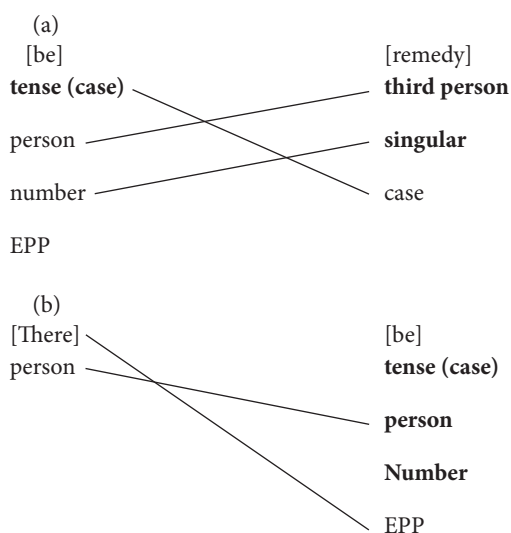 (a)
[be] [remedy]
tense (case) third person
person singular
number case
EPP
(b)
[There] [be]
person tense (case)
person
Number
EPP